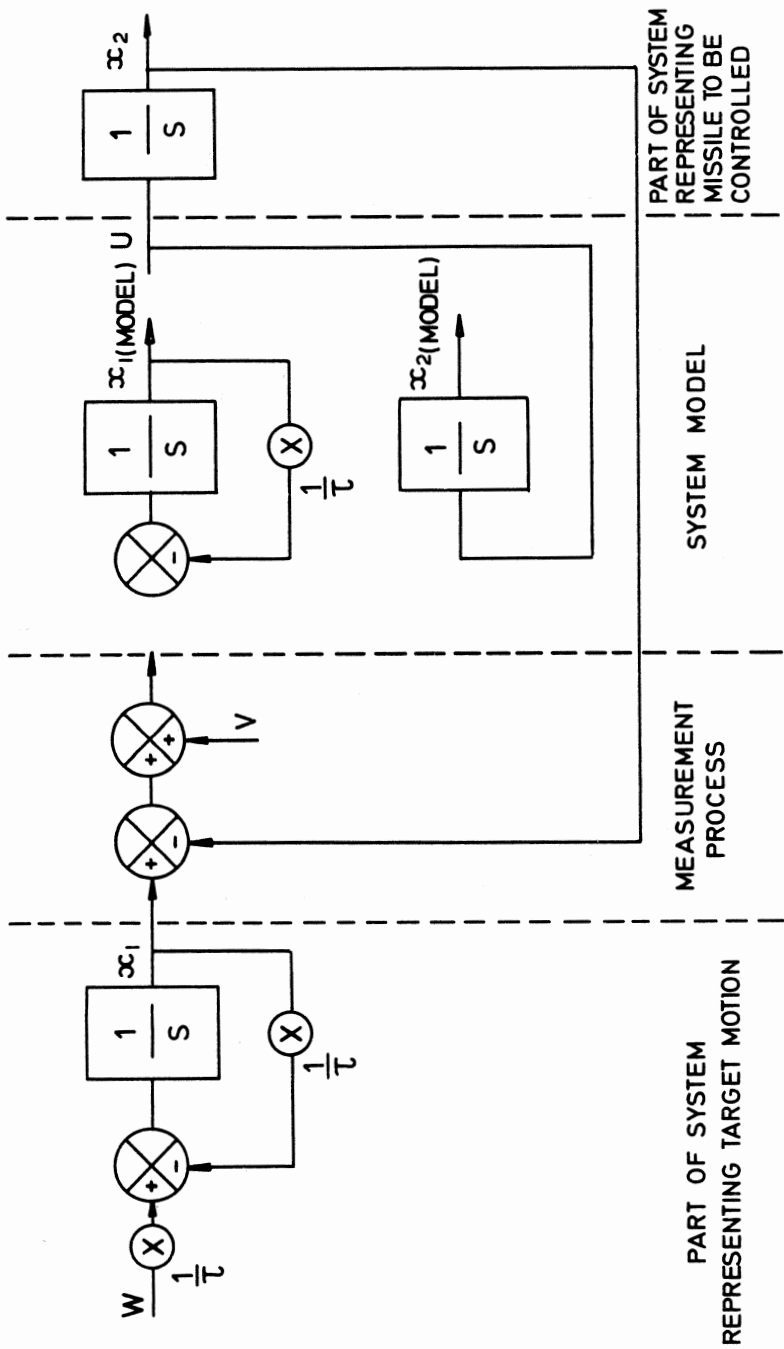 W
1/τ
+
-
1
S
x₁
X
1/τ
X
PART OF SYSTEM
REPRESENTING TARGET MOTION
+
-
+
+
V
MEASUREMENT
PROCESS
-
1
S
x₁(MODEL)
X
1/τ
U
1
S
x₂(MODEL)
SYSTEM MODEL
1
S
x₂
PART OF SYSTEM
REPRESENTING
MISSILE TO BE
CONTROLLED